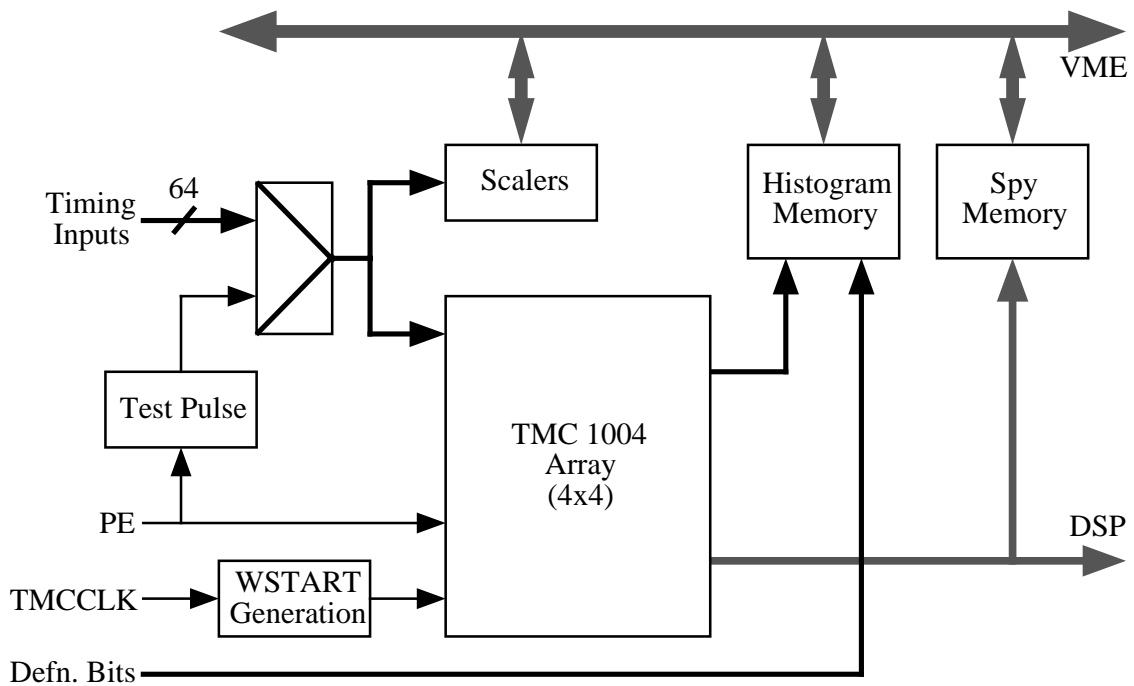 VME
64
Timing
Inputs
Scalers
Histogram
Memory
Spy
Memory
Test Pulse
TMC 1004
Array
(4x4)
PE
DSP
TMCCLK
WSTART
Generation
Defn. Bits